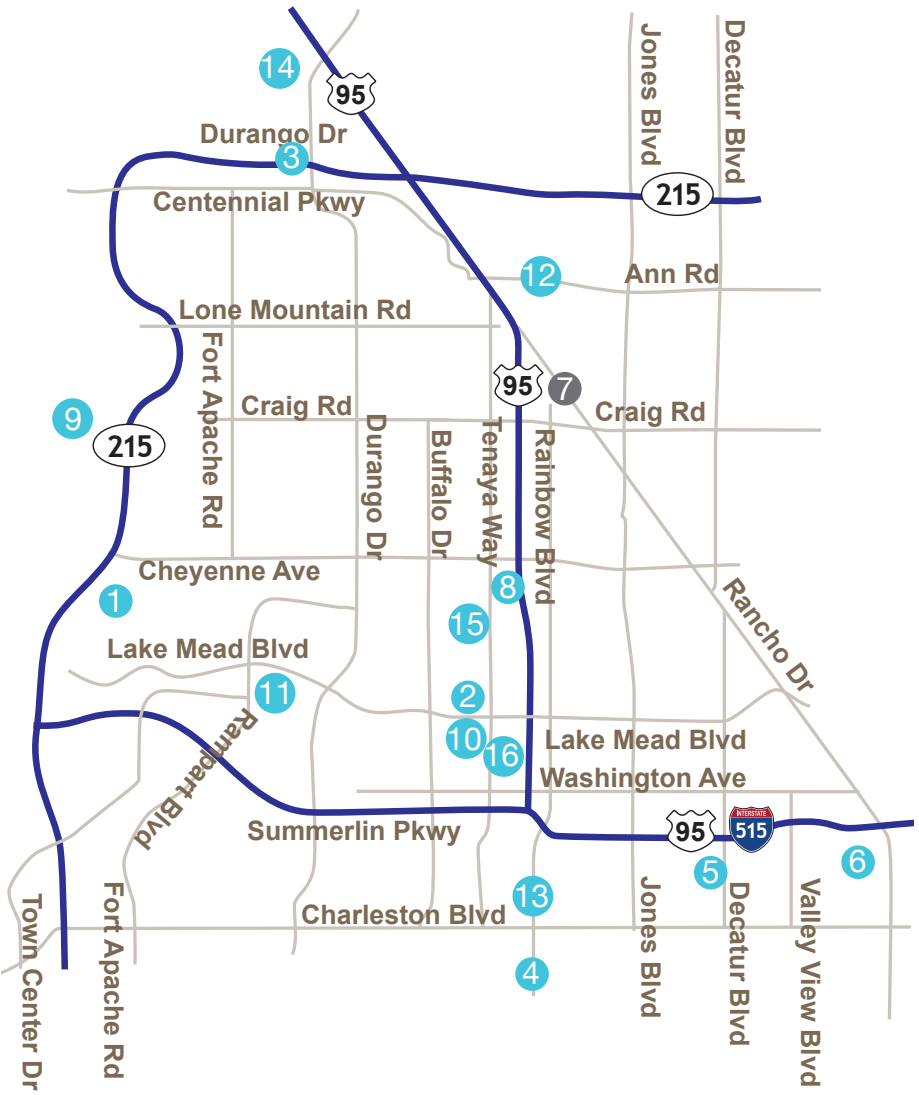 14
95
Jones Blvd
Decatur Blvd
Durango Dr
3
215
Centennial Pkwy
12
Ann Rd
Lone Mountain Rd
Fort Apache Rd
95
7
9
Craig Rd
Craig Rd
215
Durango Dr
Buffalo Dr
Tenaya Way
Rainbow Blvd
Cheyenne Ave
8
1
15
Rancho Dr
Lake Mead Blvd
11
2
Rampart Blvd
10
16
Lake Mead Blvd
Washington Ave
Summerlin Pkwy
95
INTERSTATE
515
5
6
13
Charleston Blvd
Town Center Dr
Fort Apache Rd
4
Jones Blvd
Decatur Blvd
Valley View Blvd